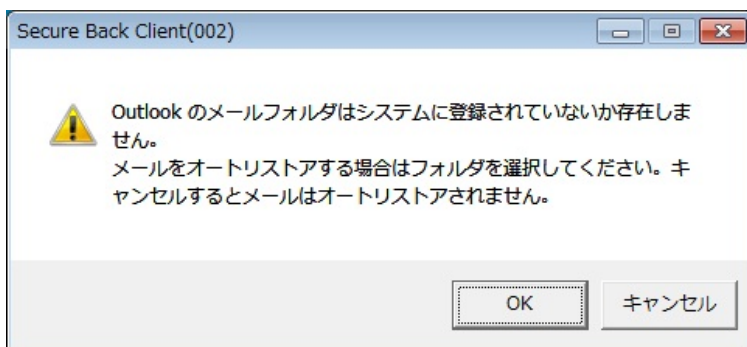 Secure Back Client(002)
Outlook のメールフォルダはシステムに登録されていないか存在しま
せん。
メールをオートリストアする場合はフォルダを選択してください。キ
ャンセルするとメールはオートリストアされません。
OK
キャンセル